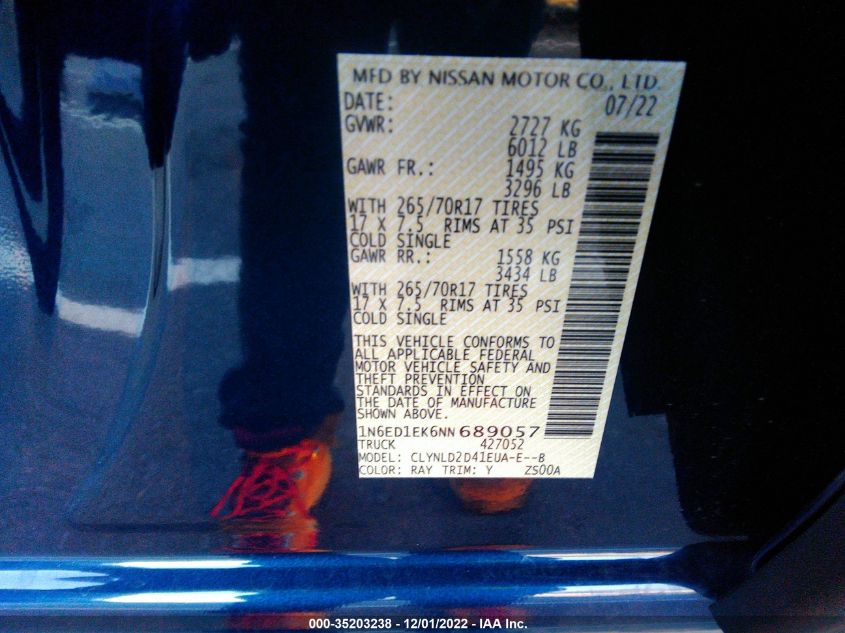 MFD BY NISSAN MOTOR CO., LTD.
DATE: 07/22
GVWR: 2727 KG
6012 LB
GAWR FR.: 1495 KG
3296 LB
WITH 265/70R17 TIRES
17 X 7.5 RIMS AT 35 PSI
COLD SINGLE
GAWR RR.: 1558 KG
3434 LB
WITH 265/70R17 TIRES
17 X 7.5 RIMS AT 35 PSI
COLD SINGLE
THIS VEHICLE CONFORMS TO
ALL APPLICABLE FEDERAL
MOTOR VEHICLE SAFETY AND
THEFT PREVENTION
STANDARDS IN EFFECT ON
THE DATE OF MANUFACTURE
SHOWN ABOVE.
1N6ED1EK6NN689057
TRUCK 427052
MODEL: CLYNLD2D41EUA-E--B
COLOR: RAY TRIM: Y ZS00A
000-35203238 - 12/01/2022 - IAA Inc.